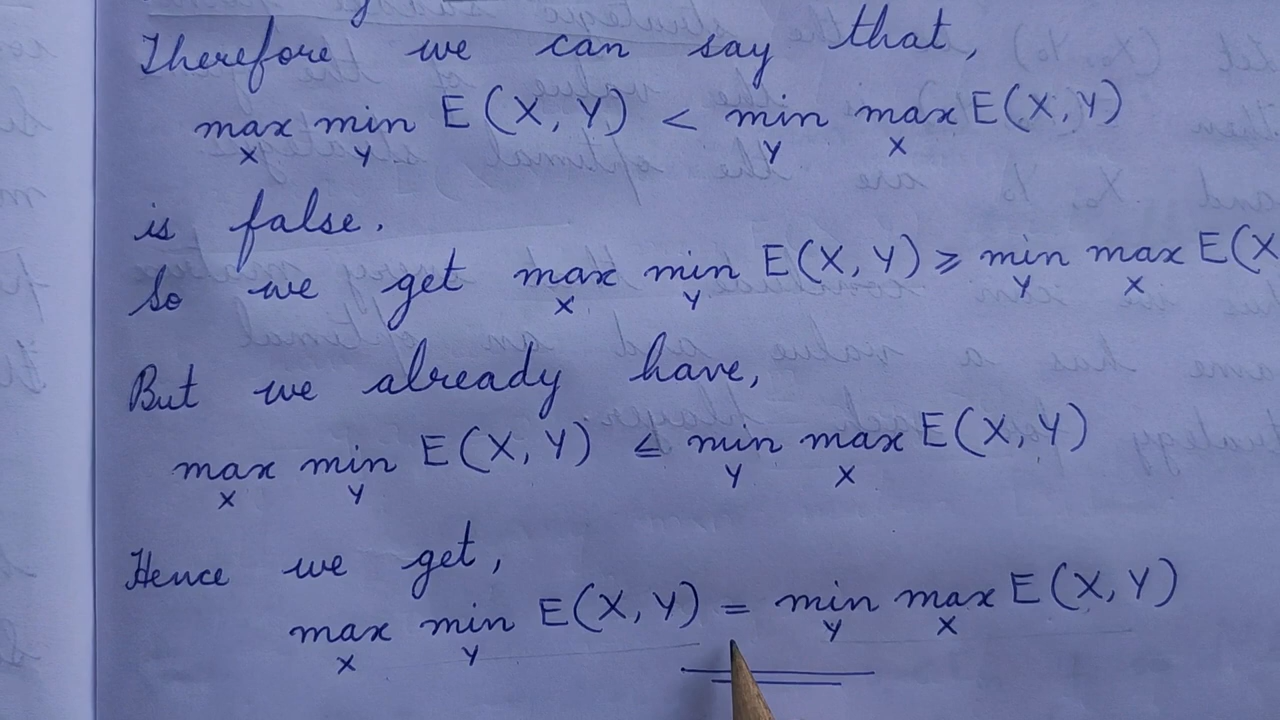 Therefore we can say that,
max min E(X, Y) < min max E(X, Y)
X Y Y X
is false.
So we get max min E(X, Y) ⩾ min max E(X
X Y Y X
But we already have,
max min E(X, Y) ≤ min max E(X, Y)
X Y Y X
Hence we get,
max min E(X, Y) = min max E(X, Y)
X Y Y X